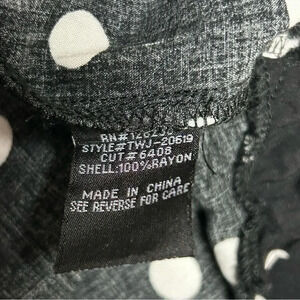 STYLE#TWJ-20619
CUT#6408
SHELL:100%RAYON
MADE IN CHINA
SEE REVERSE FOR CARE